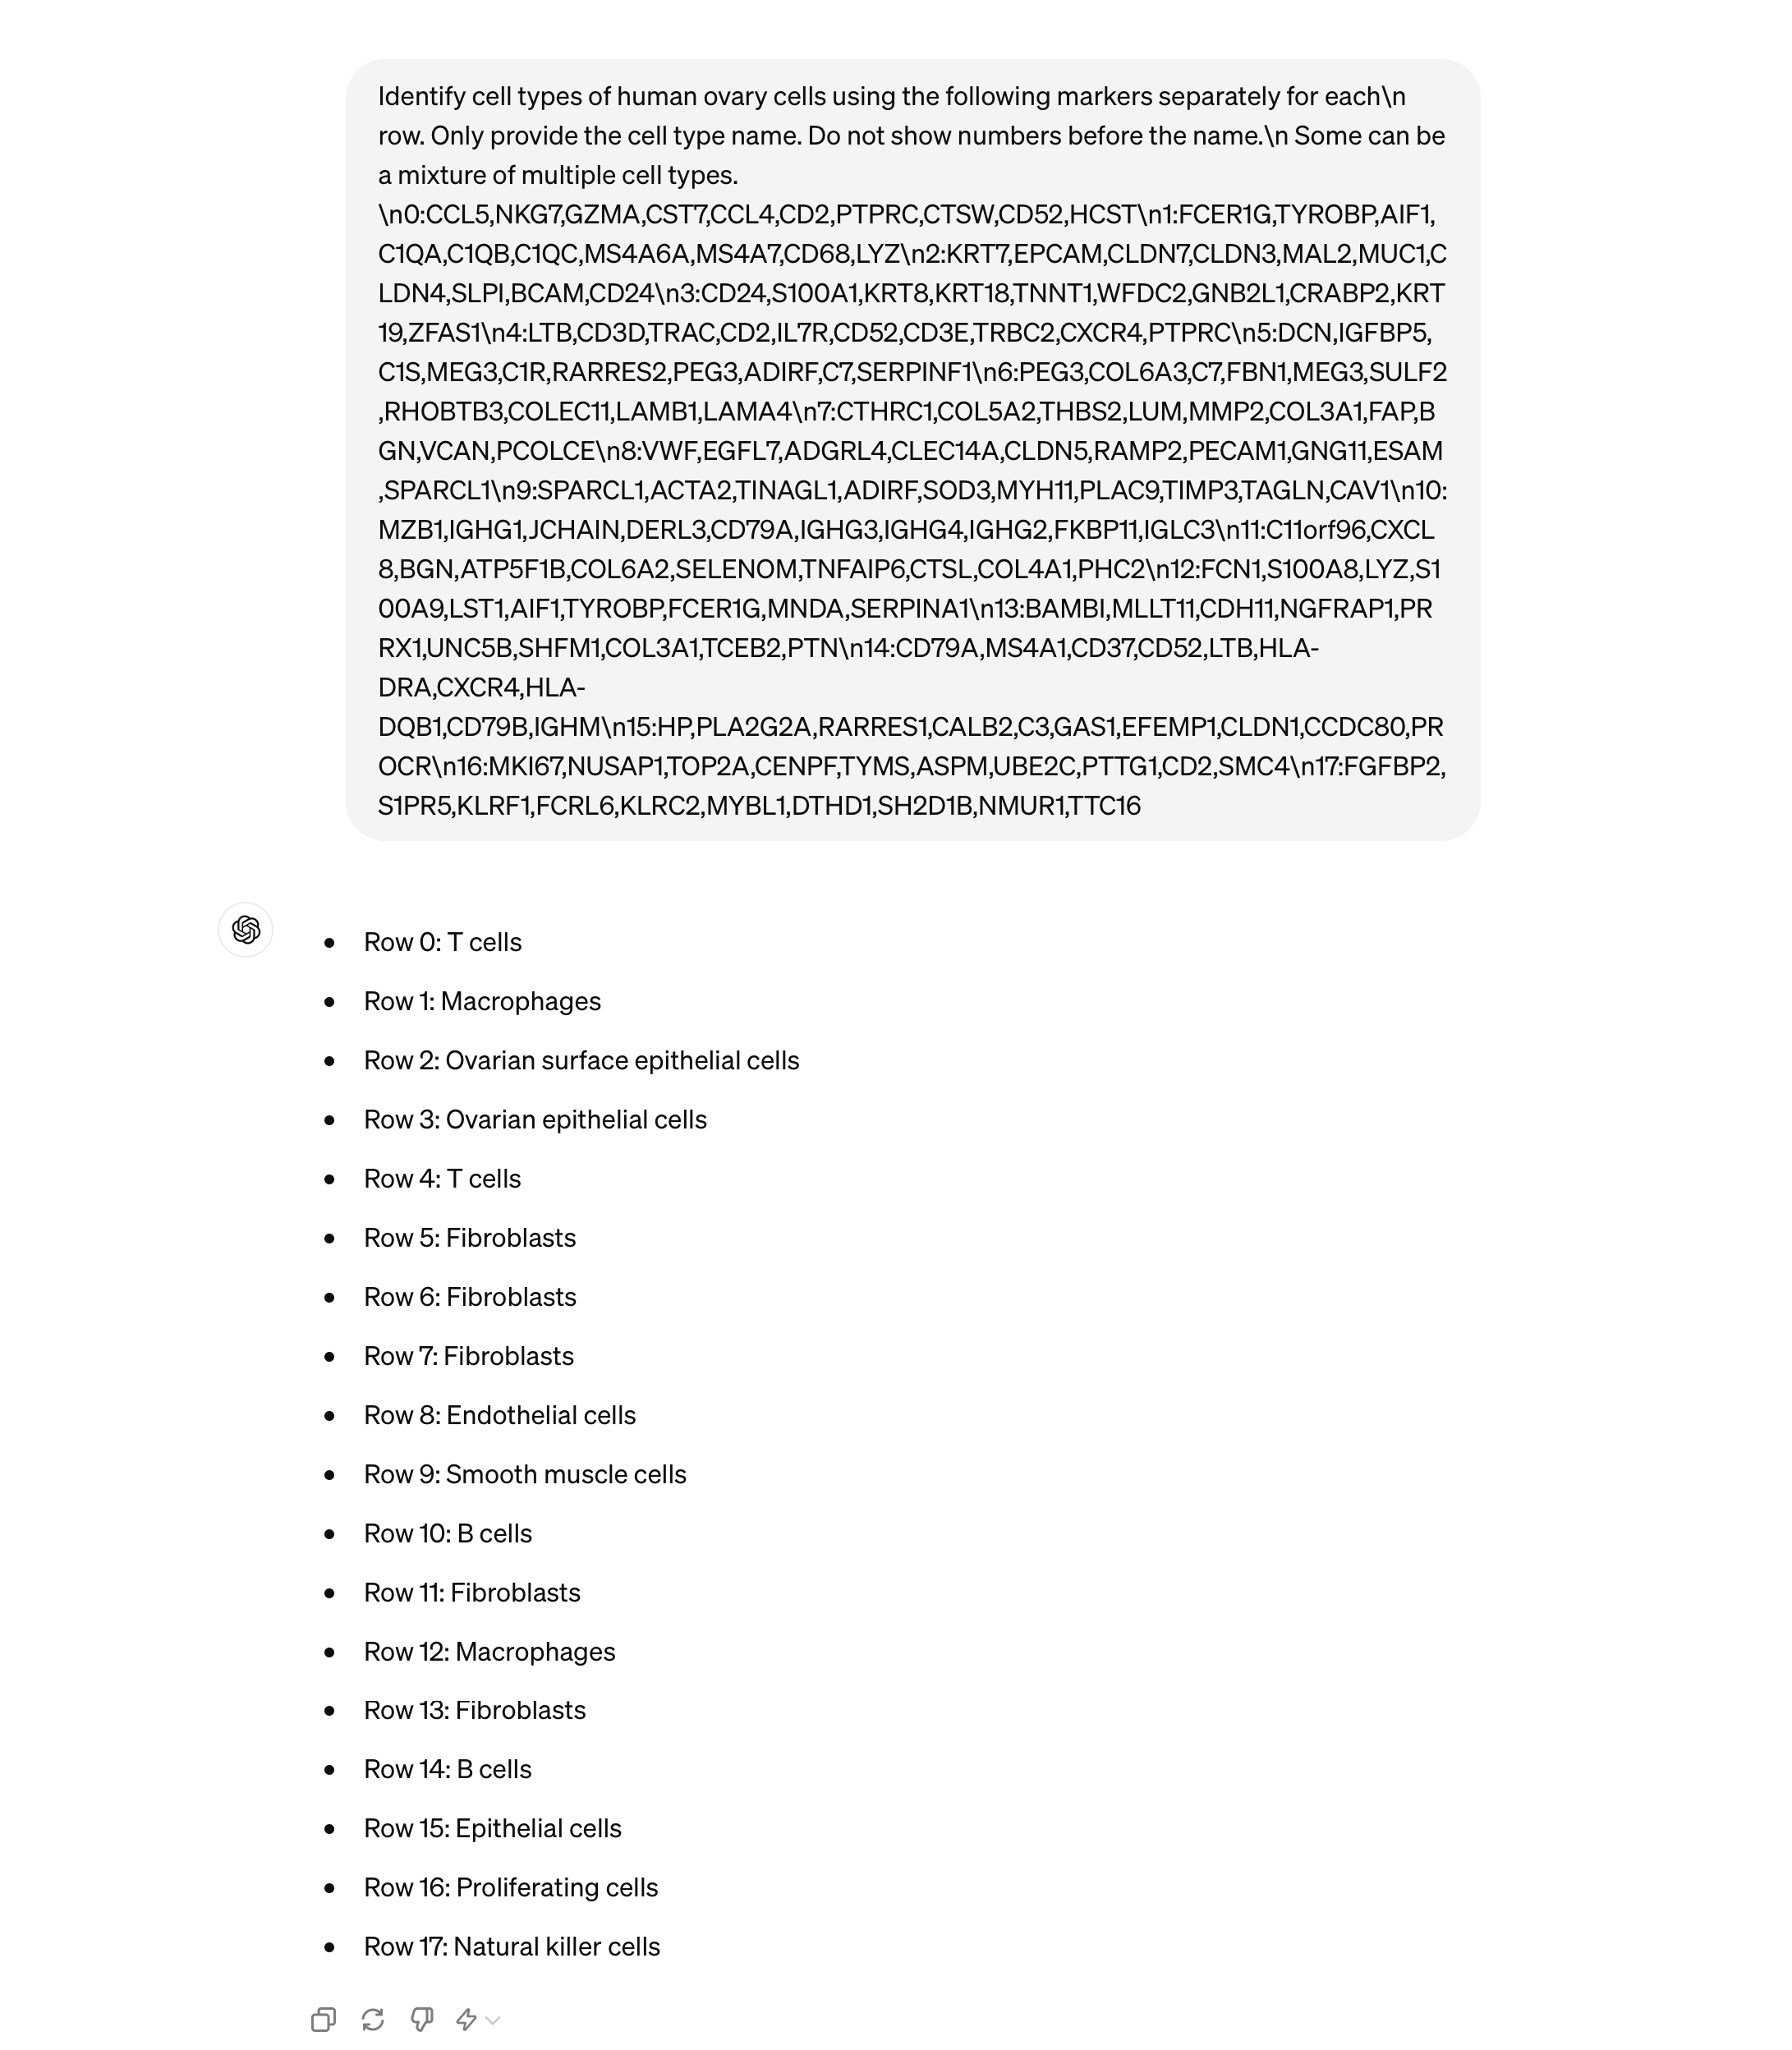 Identify cell types of human ovary cells using the following markers separately for each\n
row. Only provide the cell type name. Do not show numbers before the name.\n Some can be
a mixture of multiple cell types.
\n0:CCL5,NKG7,GZMA,CST7,CCL4,CD2,PTPRC,CTSW,CD52,HCST\n1:FCER1G,TYROBP,AIF1,
C1QA,C1QB,C1QC,MS4A6A,MS4A7,CD68,LYZ\n2:KRT7,EPCAM,CLDN7,CLDN3,MAL2,MUC1,C
LDN4,SLPI,BCAM,CD24\n3:CD24,S100A1,KRT8,KRT18,TNNT1,WFDC2,GNB2L1,CRABP2,KRT
19,ZFAS1\n4:LTB,CD3D,TRAC,CD2,IL7R,CD52,CD3E,TRBC2,CXCR4,PTPRC\n5:DCN,IGFBP5,
C1S,MEG3,C1R,RARRES2,PEG3,ADIRF,C7,SERPINF1\n6:PEG3,COL6A3,C7,FBN1,MEG3,SULF2
,RHOBTB3,COLEC11,LAMB1,LAMA4\n7:CTHRC1,COL5A2,THBS2,LUM,MMP2,COL3A1,FAP,B
GN,VCAN,PCOLCE\n8:VWF,EGFL7,ADGRL4,CLEC14A,CLDN5,RAMP2,PECAM1,GNG11,ESAM
,SPARCL1\n9:SPARCL1,ACTA2,TINAGL1,ADIRF,SOD3,MYH11,PLAC9,TIMP3,TAGLN,CAV1\n10:
MZB1,IGHG1,JCHAIN,DERL3,CD79A,IGHG3,IGHG4,IGHG2,FKBP11,IGLC3\n11:C11orf96,CXCL
8,BGN,ATP5F1B,COL6A2,SELENOM,TNFAIP6,CTSL,COL4A1,PHC2\n12:FCN1,S100A8,LYZ,S1
00A9,LST1,AIF1,TYROBP,FCER1G,MNDA,SERPINA1\n13:BAMBI,MLLT11,CDH11,NGFRAP1,PR
RX1,UNC5B,SHFM1,COL3A1,TCEB2,PTN\n14:CD79A,MS4A1,CD37,CD52,LTB,HLA-
DRA,CXCR4,HLA-
DQB1,CD79B,IGHM\n15:HP,PLA2G2A,RARRES1,CALB2,C3,GAS1,EFEMP1,CLDN1,CCDC80,PR
OCR\n16:MKI67,NUSAP1,TOP2A,CENPF,TYMS,ASPM,UBE2C,PTTG1,CD2,SMC4\n17:FGFBP2,
S1PR5,KLRF1,FCRL6,KLRC2,MYBL1,DTHD1,SH2D1B,NMUR1,TTC16
• Row 0: T cells
• Row 1: Macrophages
• Row 2: Ovarian surface epithelial cells
• Row 3: Ovarian epithelial cells
• Row 4: T cells
• Row 5: Fibroblasts
• Row 6: Fibroblasts
• Row 7: Fibroblasts
• Row 8: Endothelial cells
• Row 9: Smooth muscle cells
• Row 10: B cells
• Row 11: Fibroblasts
• Row 12: Macrophages
• Row 13: Fibroblasts
• Row 14: B cells
• Row 15: Epithelial cells
• Row 16: Proliferating cells
• Row 17: Natural killer cells